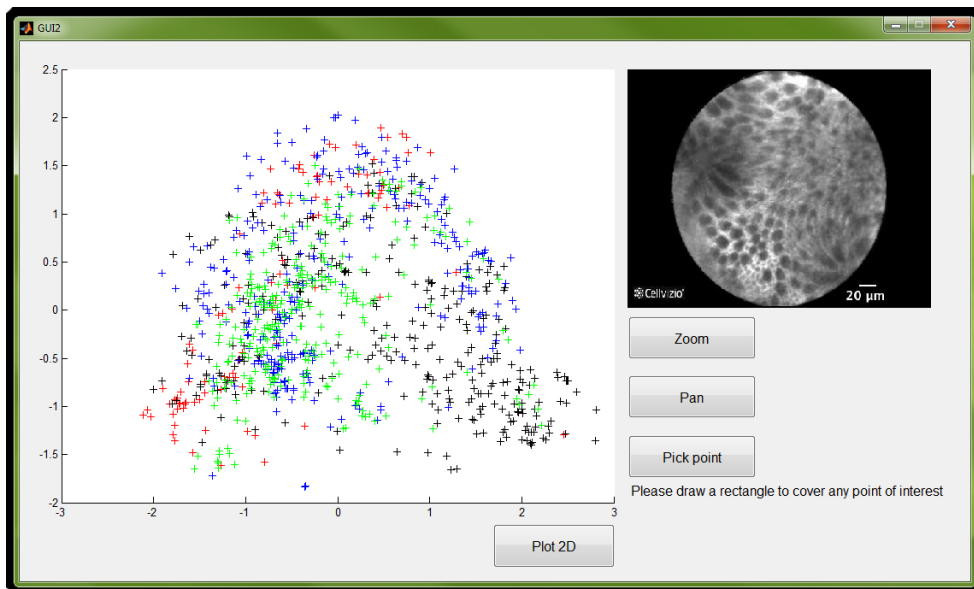 GUI2
2.5
2
1.5
1
0.5
0
-0.5
-1
-1.5
-2
-3
-2
-1
0
1
2
3
Cellvizio
20 µm
Zoom
Pan
Pick point
Please draw a rectangle to cover any point of interest
Plot 2D